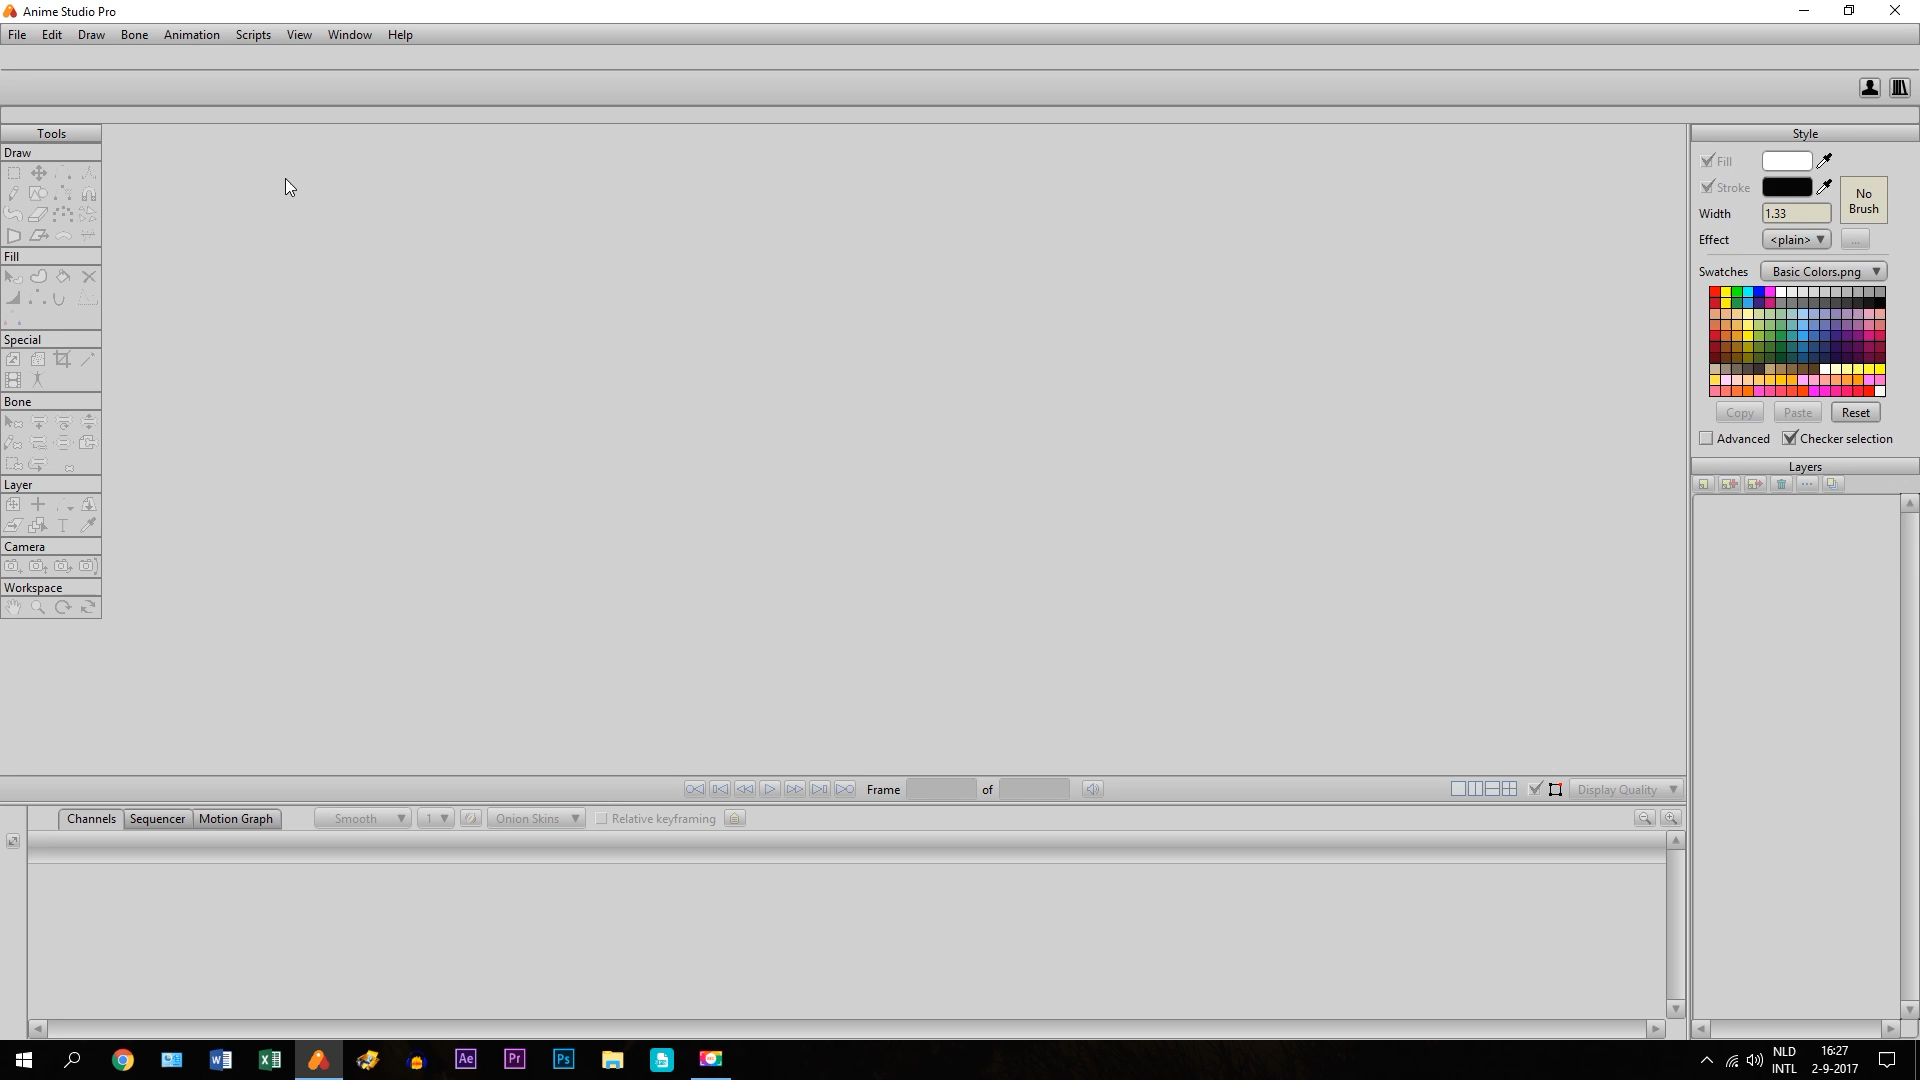 Anime Studio Pro
File Edit Draw Bone Animation Scripts View Window Help
Tools
Draw
Fill
Special
Bone
Layer
Camera
Workspace
Style
Fill
Stroke
No
Brush
Width 1.33
Effect <plain> ...
Swatches Basic Colors.png
Copy Paste Reset
Advanced Checker selection
Layers
Frame of Display Quality
Channels Sequencer Motion Graph Smooth 1 Onion Skins Relative keyframing
Ae Pr Ps
NLD
INTL
16:27
2-9-2017